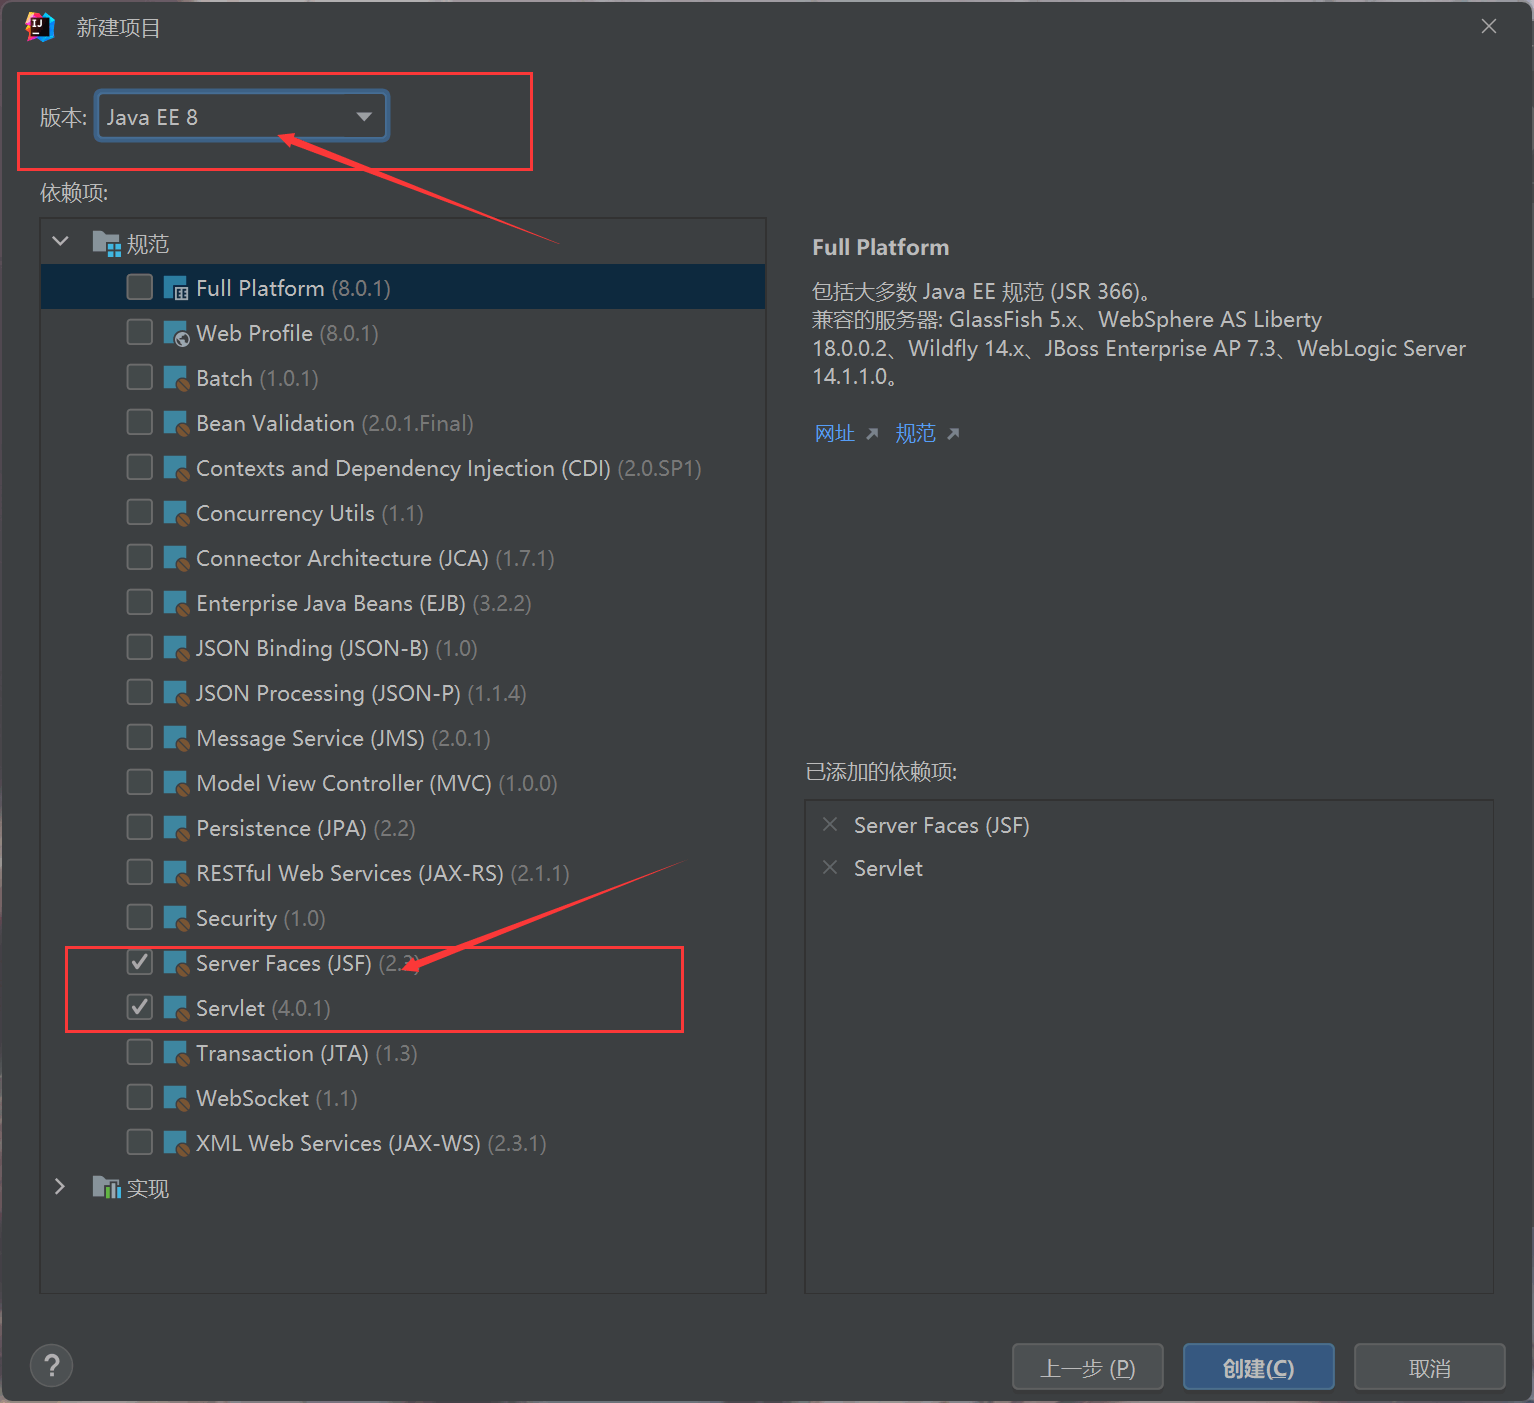 新建项目
版本: Java EE 8
依赖项:
规范
Full Platform (8.0.1)
Web Profile (8.0.1)
Batch (1.0.1)
Bean Validation (2.0.1.Final)
Contexts and Dependency Injection (CDI) (2.0.SP1)
Concurrency Utils (1.1)
Connector Architecture (JCA) (1.7.1)
Enterprise Java Beans (EJB) (3.2.2)
JSON Binding (JSON-B) (1.0)
JSON Processing (JSON-P) (1.1.4)
Message Service (JMS) (2.0.1)
Model View Controller (MVC) (1.0.0)
Persistence (JPA) (2.2)
RESTful Web Services (JAX-RS) (2.1.1)
Security (1.0)
Server Faces (JSF)
Servlet (4.0.1)
Transaction (JTA) (1.3)
WebSocket (1.1)
XML Web Services (JAX-WS) (2.3.1)
实现
Full Platform
包括大多数 Java EE 规范 (JSR 366)。
兼容的服务器: GlassFish 5.x、WebSphere AS Liberty
18.0.0.2、Wildfly 14.x、JBoss Enterprise AP 7.3、WebLogic Server
14.1.1.0。
网址 规范
已添加的依赖项:
Server Faces (JSF)
Servlet
?
上一步 (P)
创建(C)
取消